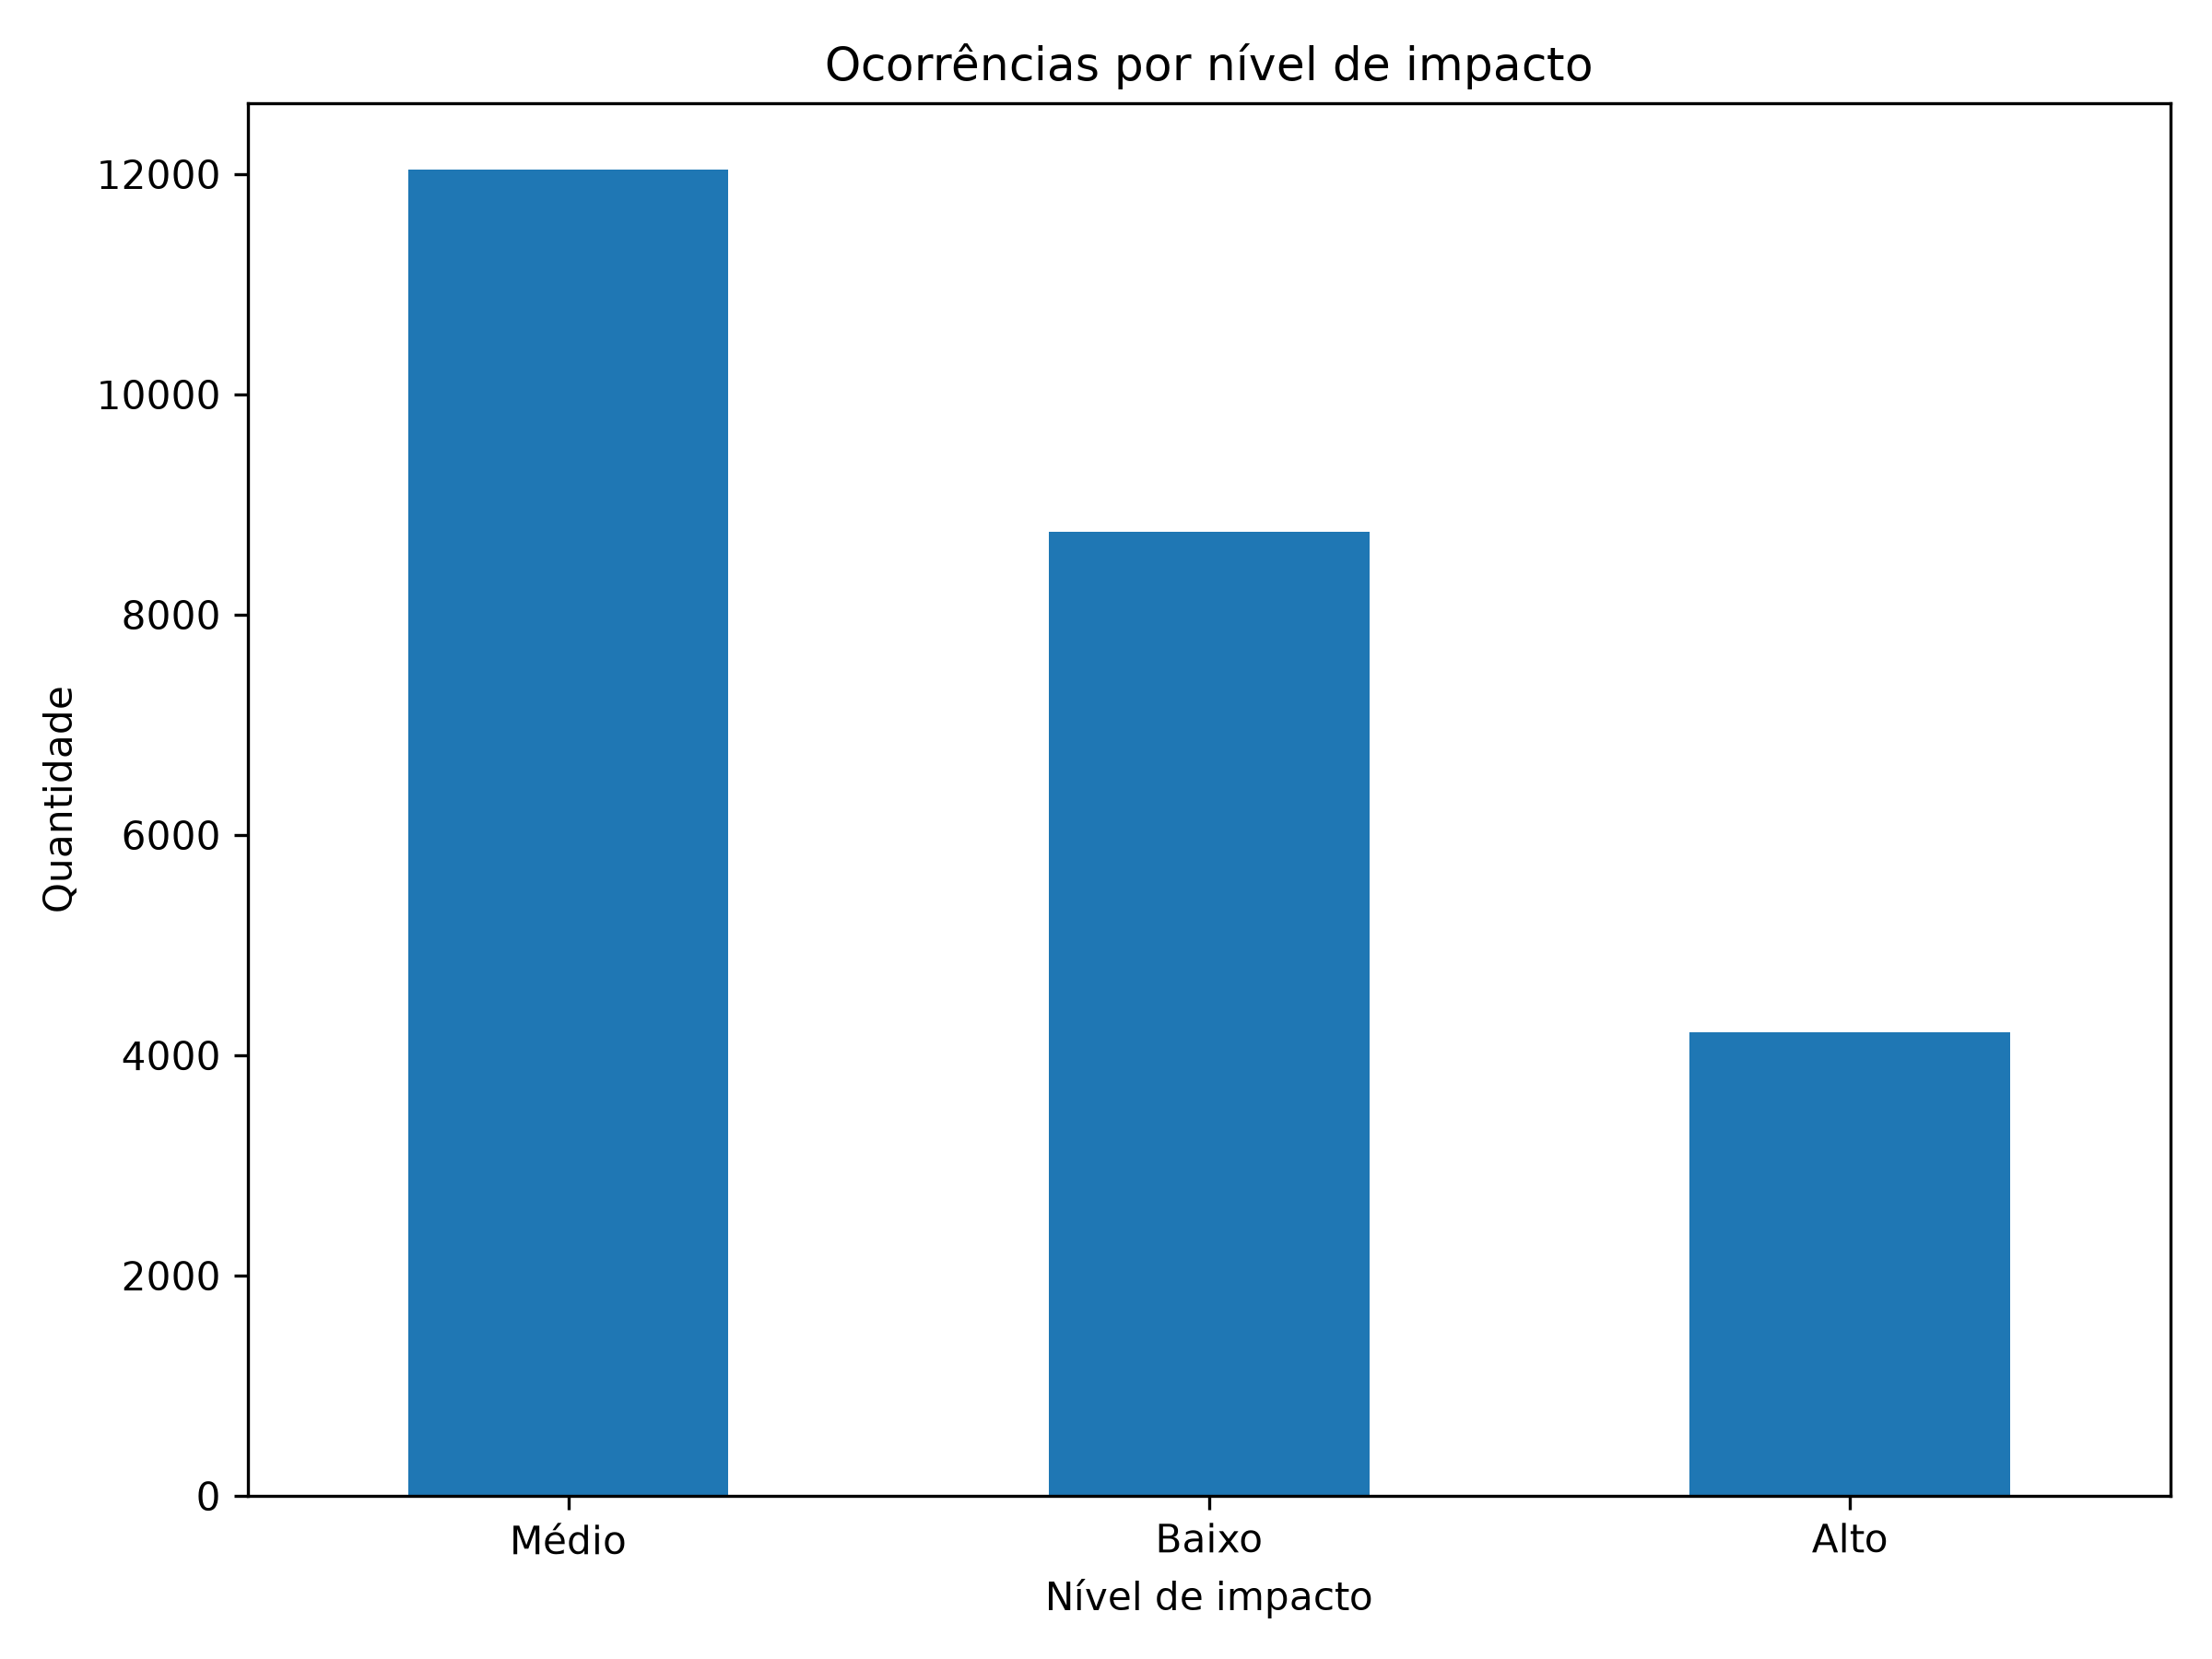 Ocorrências por nível de impacto
12000
10000
8000
6000
4000
2000
0
Quantidade
Médio
Baixo
Alto
Nível de impacto